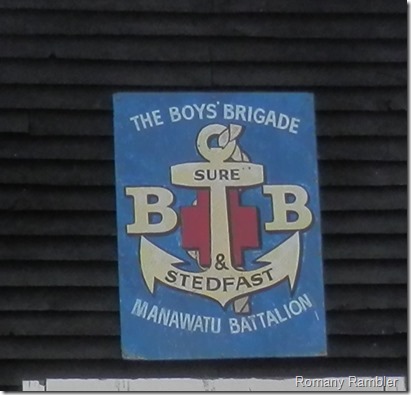 THE BOYS' BRIGADE
SURE
B B
&
STEDFAST
MANAWATU BATTALION
Romany Rambler